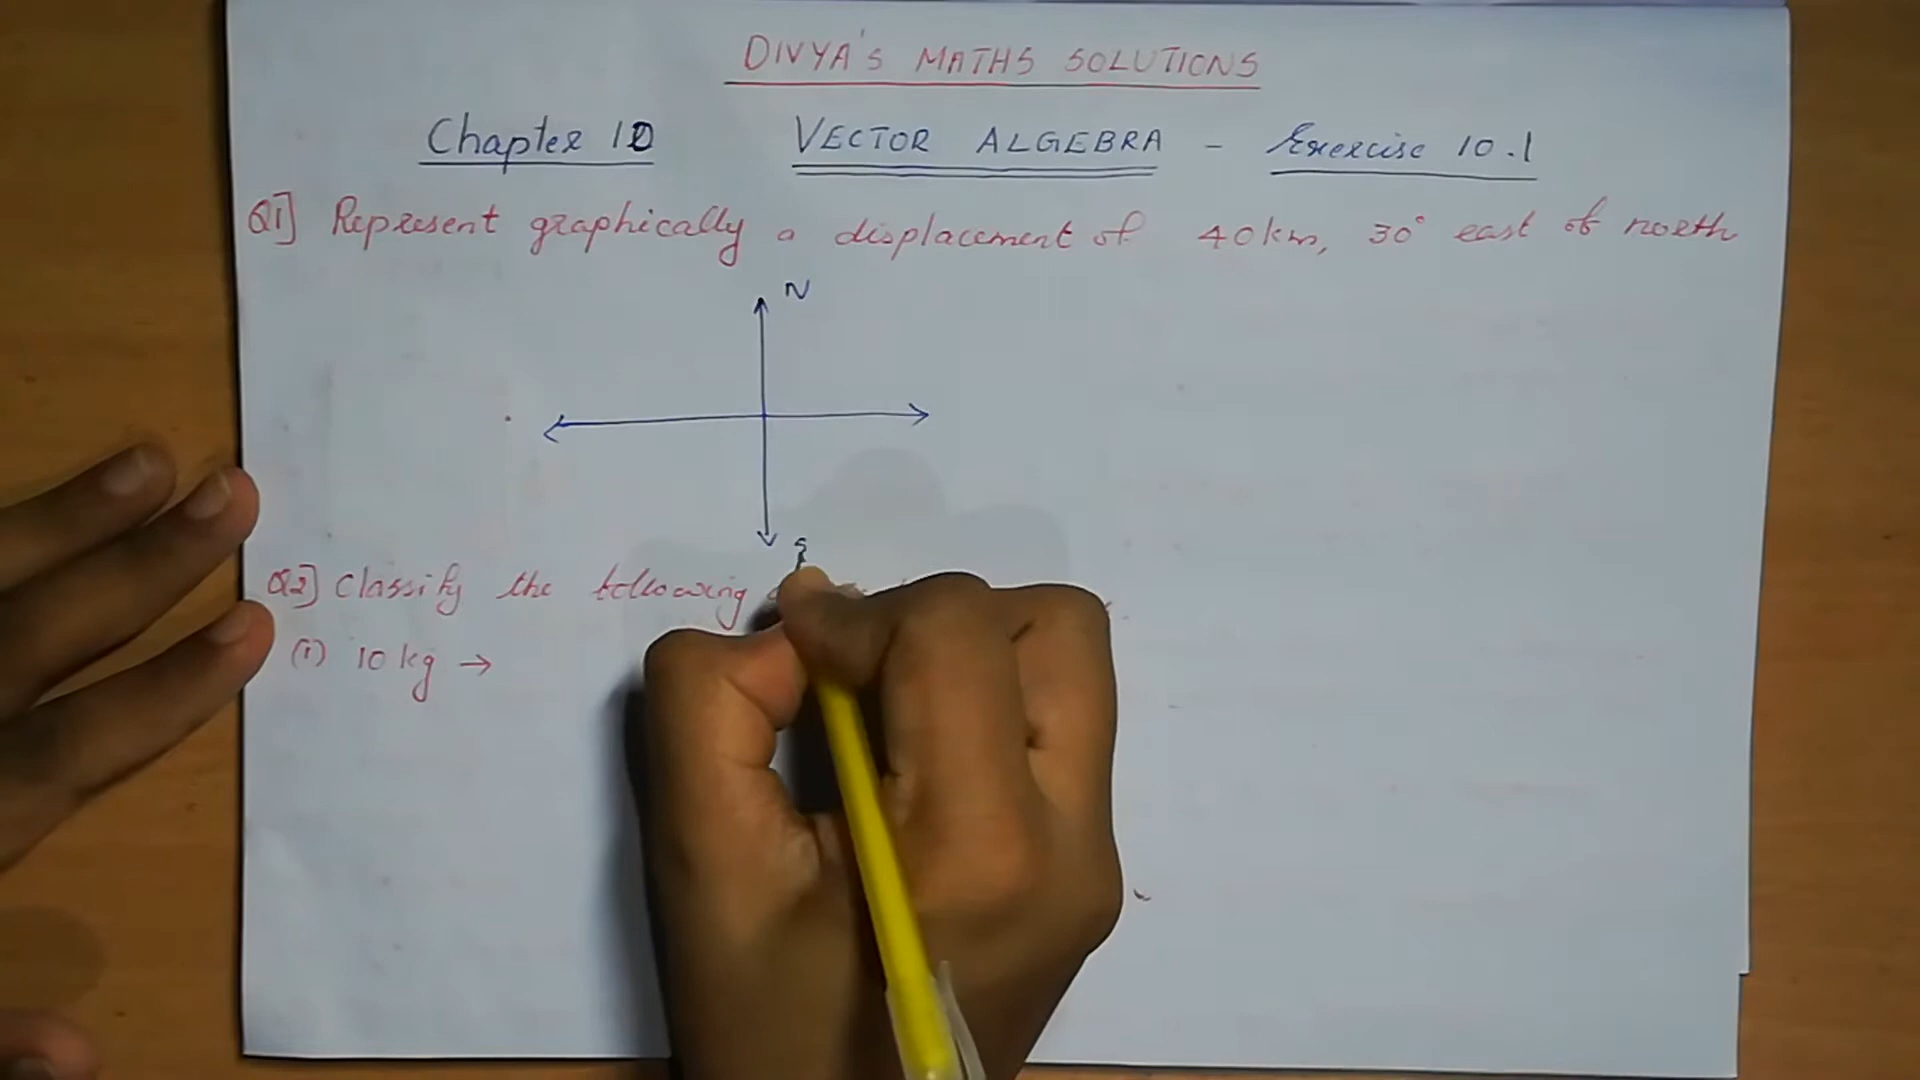 DIVYA'S MATHS SOLUTIONS
Chapter 10 VECTOR ALGEBRA - Exercise 10.1
Q1] Represent graphically a displacement of 40km, 30° east of north
N
S
Q2] Classify the following
(1) 10 kg →